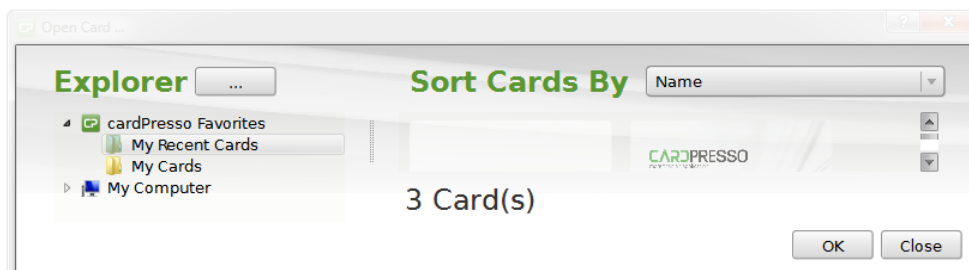 Open Card ...
Explorer ...
Sort Cards By Name
cardPresso Favorites
My Recent Cards
My Cards
My Computer
CARDPRESSO
3 Card(s)
OK Close